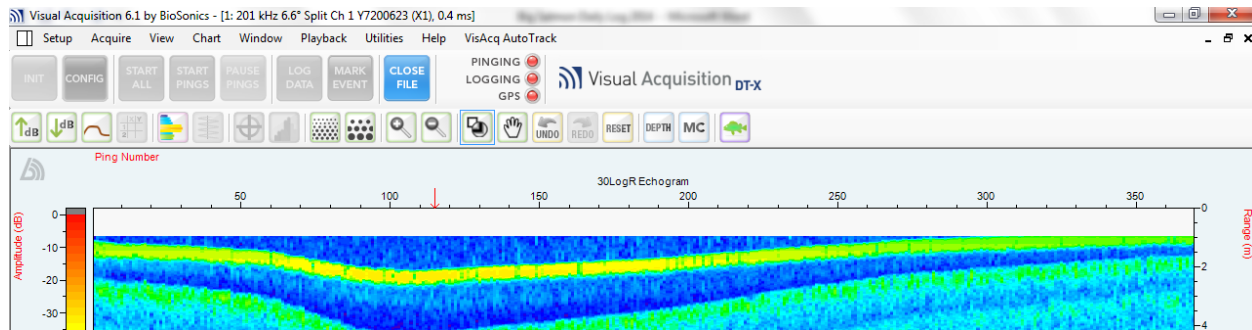 Visual Acquisition 6.1 by BioSonics - [1: 201 kHz 6.6° Split Ch 1 Y7200623 (X1), 0.4 ms]
Setup Acquire View Chart Window Playback Utilities Help VisAcq AutoTrack
INIT CONFIG START ALL START PINGS PAUSE PINGS LOG DATA MARK EVENT CLOSE FILE
PINGING
LOGGING
GPS
Visual Acquisition DT-X
dB dB UNDO REDO RESET DEPTH MC
Ping Number
30LogR Echogram
50 100 150 200 250 300 350
Amplitude (dB)
0
-10
-20
-30
0
-2
-4
Range (m)